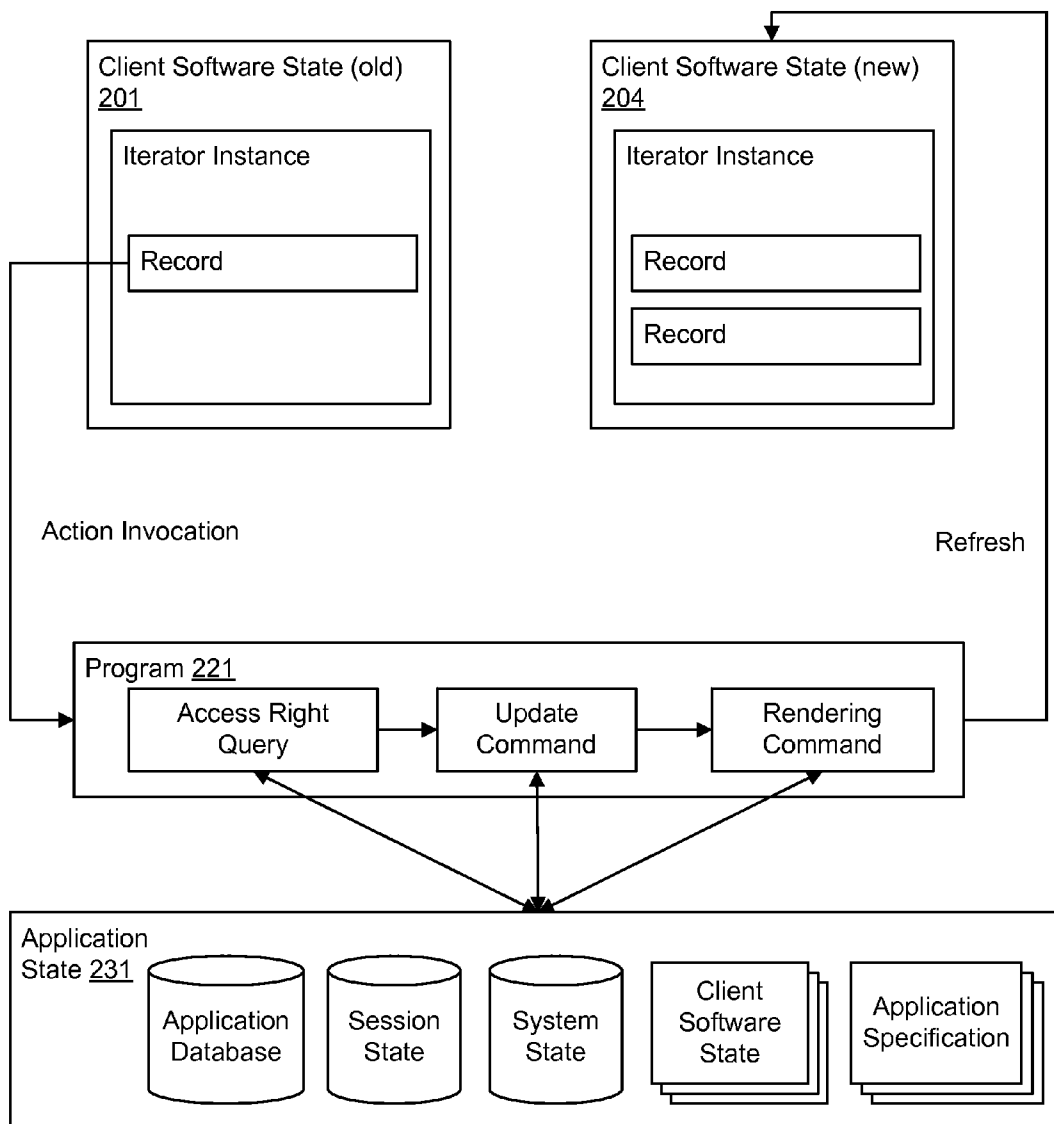 Client Software State (old)
201
Iterator Instance
Record
Client Software State (new)
204
Iterator Instance
Record
Record
Action Invocation
Refresh
Program 221
Access Right
Query
Update
Command
Rendering
Command
Application
State 231
Application
Database
Session
State
System
State
Client
Software
State
Application
Specification